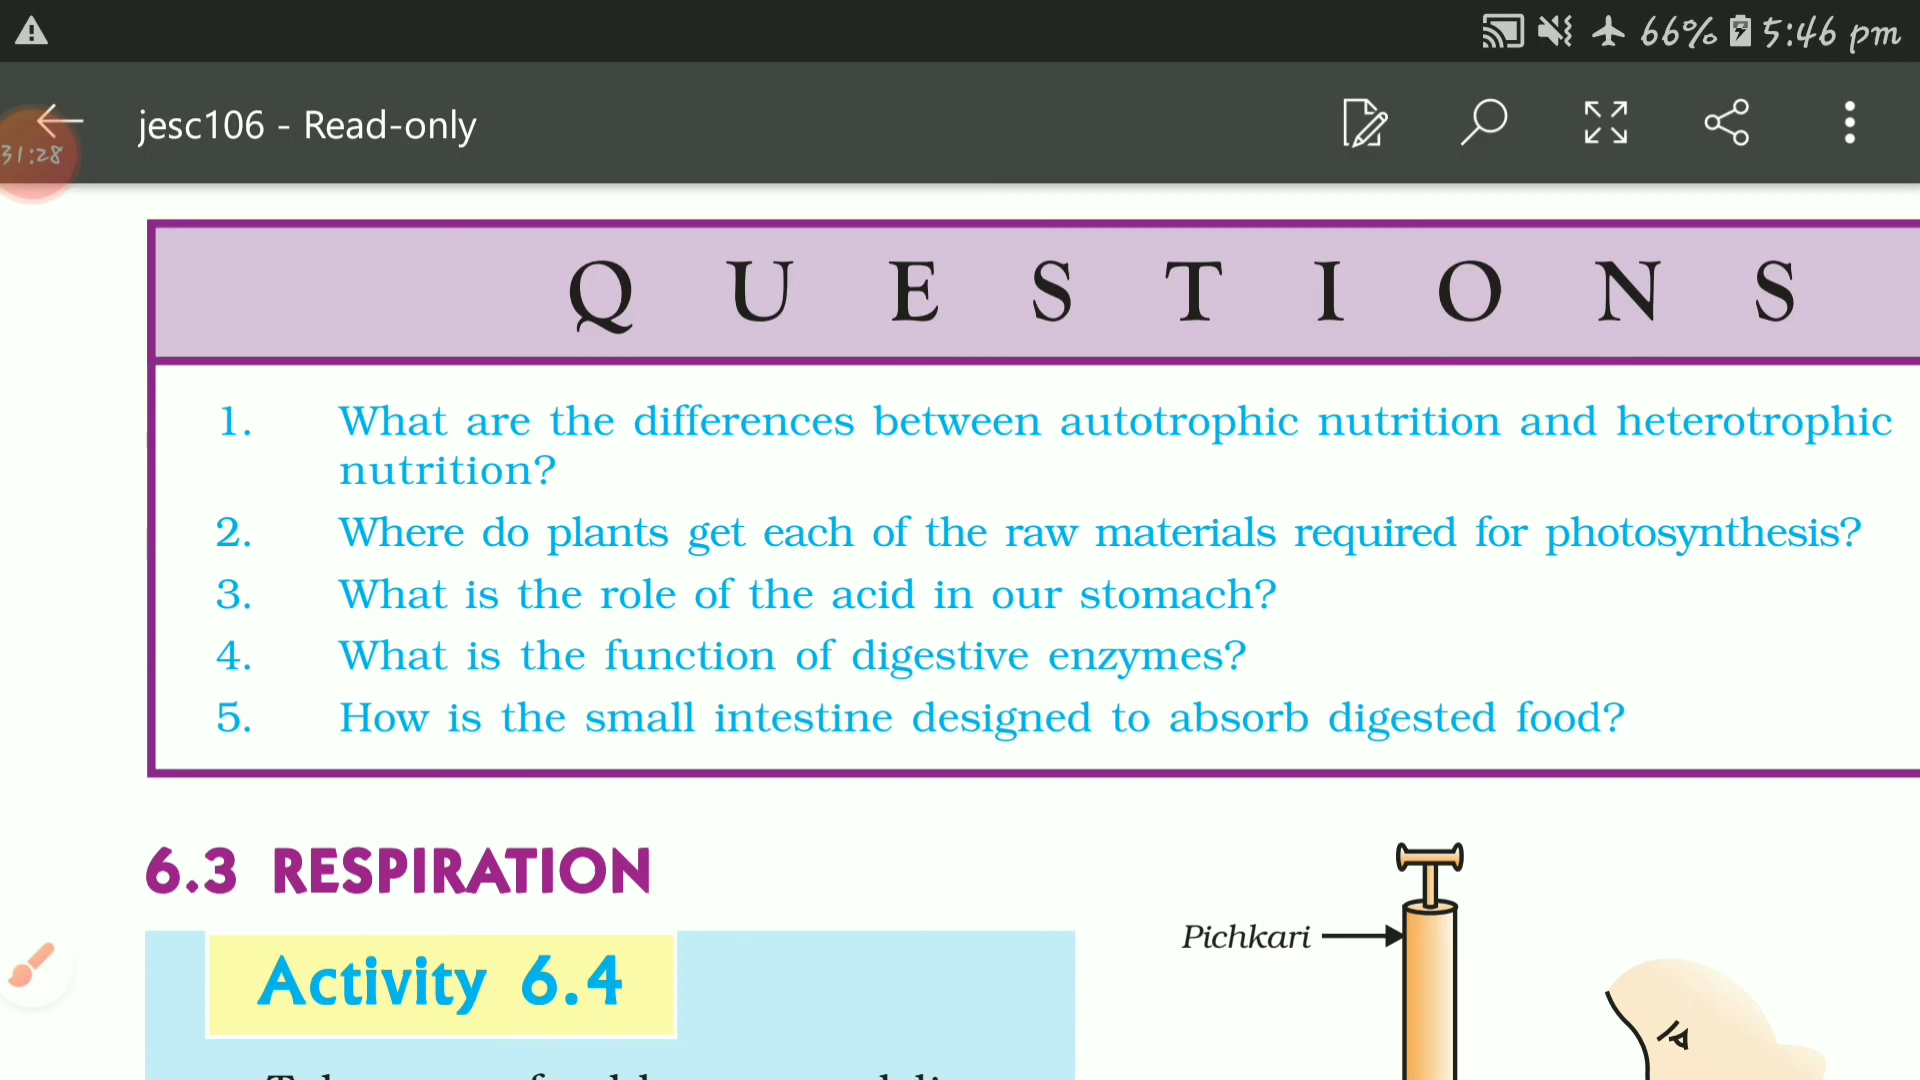 66% 5:46 pm
jesc106 - Read-only
31:28
QUESTIONS
1. What are the differences between autotrophic nutrition and heterotrophic
nutrition?
2. Where do plants get each of the raw materials required for photosynthesis?
3. What is the role of the acid in our stomach?
4. What is the function of digestive enzymes?
5. How is the small intestine designed to absorb digested food?
6.3 RESPIRATION
Pichkari
Activity 6.4